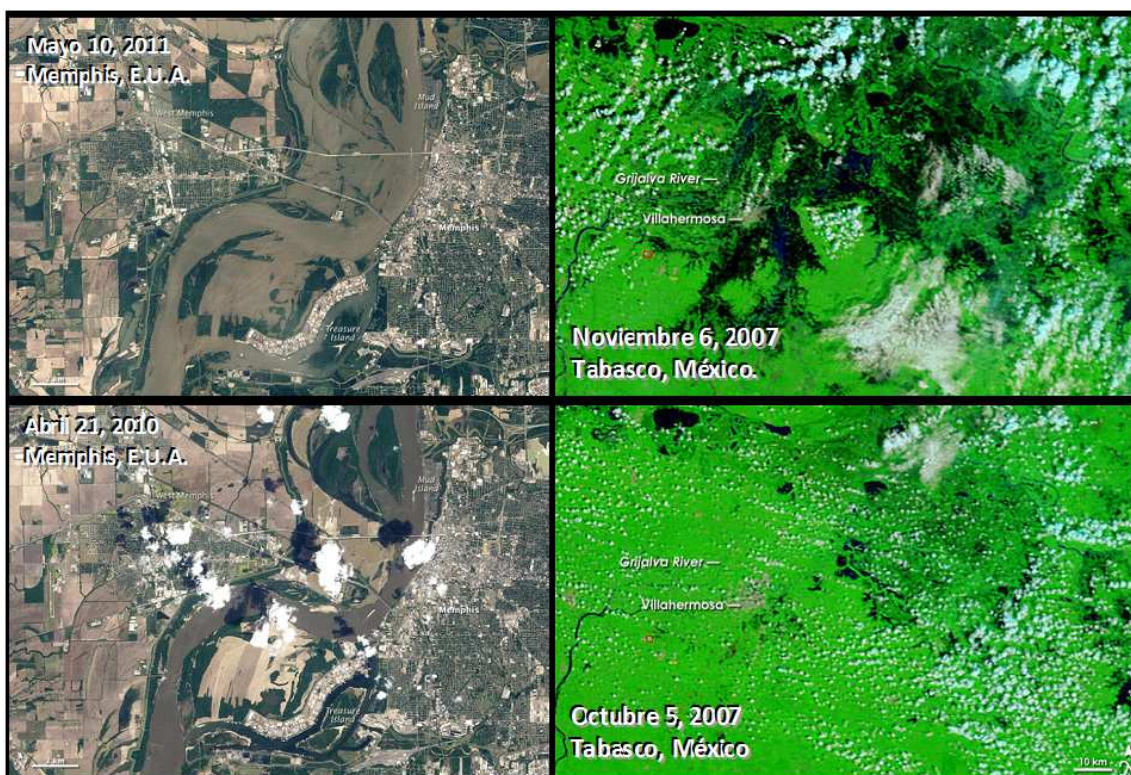 Mayo 10, 2011
Memphis, E.U.A.
West Memphis
Mud
Island
Memphis
Treasure
Island
Grijalva River
Villahermosa
Noviembre 6, 2007
Tabasco, México.
Abril 21, 2010
Memphis, E.U.A.
West Memphis
Mud
Island
Memphis
Treasure
Island
2 km
Grijalva River
Villahermosa
Octubre 5, 2007
Tabasco, México
10 km